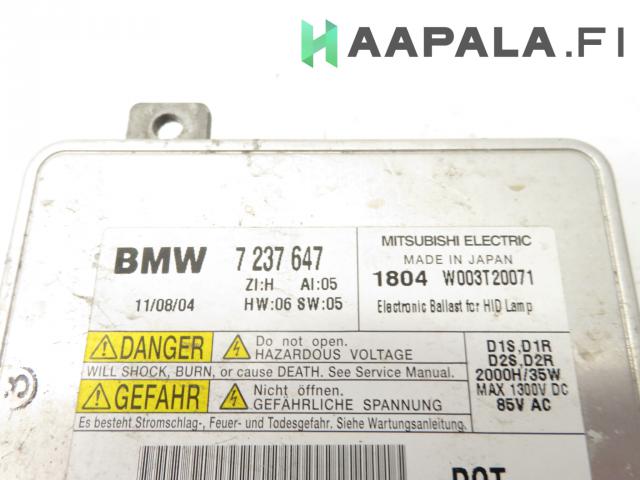 HAAPALA.FI
BMW 7 237 647
ZI:H AI:05
11/08/04 HW:06 SW:05
MITSUBISHI ELECTRIC
MADE IN JAPAN
1804 W003T20071
Electronic Ballast for HID Lamp
DANGER Do not open.
HAZARDOUS VOLTAGE
WILL SHOCK, BURN, or cause DEATH. See Service Manual.
GEFAHR Nicht öffnen.
GEFÄHRLICHE SPANNUNG
Es besteht Stromschlag-, Feuer- und Todesgefahr. Siehe Wartungsanleitung.
D1S,D1R
D2S,D2R
2000H/35W
MAX 1300V DC
85V AC
DOT